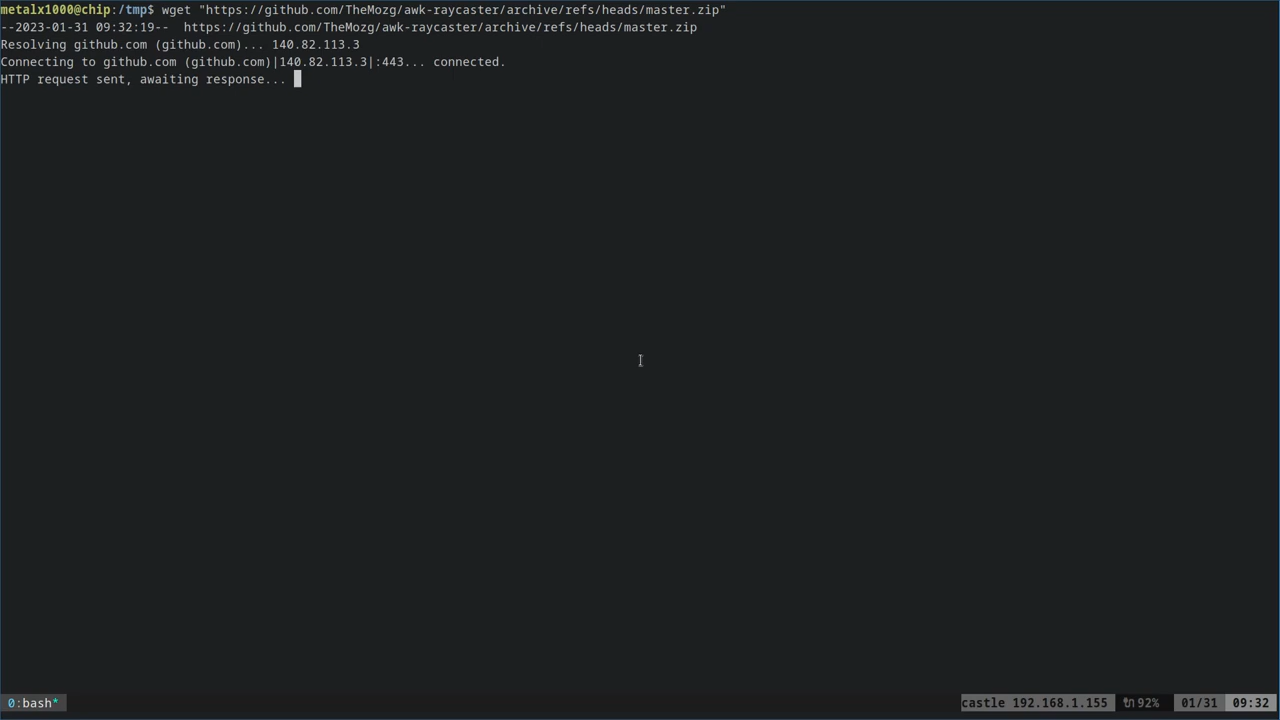 metalx1000@chip:/tmp$ wget "https://github.com/TheMozg/awk-raycaster/archive/refs/heads/master.zip"
--2023-01-31 09:32:19--  https://github.com/TheMozg/awk-raycaster/archive/refs/heads/master.zip
Resolving github.com (github.com)... 140.82.113.3
Connecting to github.com (github.com)|140.82.113.3|:443... connected.
HTTP request sent, awaiting response...
0:bash* castle 192.168.1.155 92% 01/31 09:32